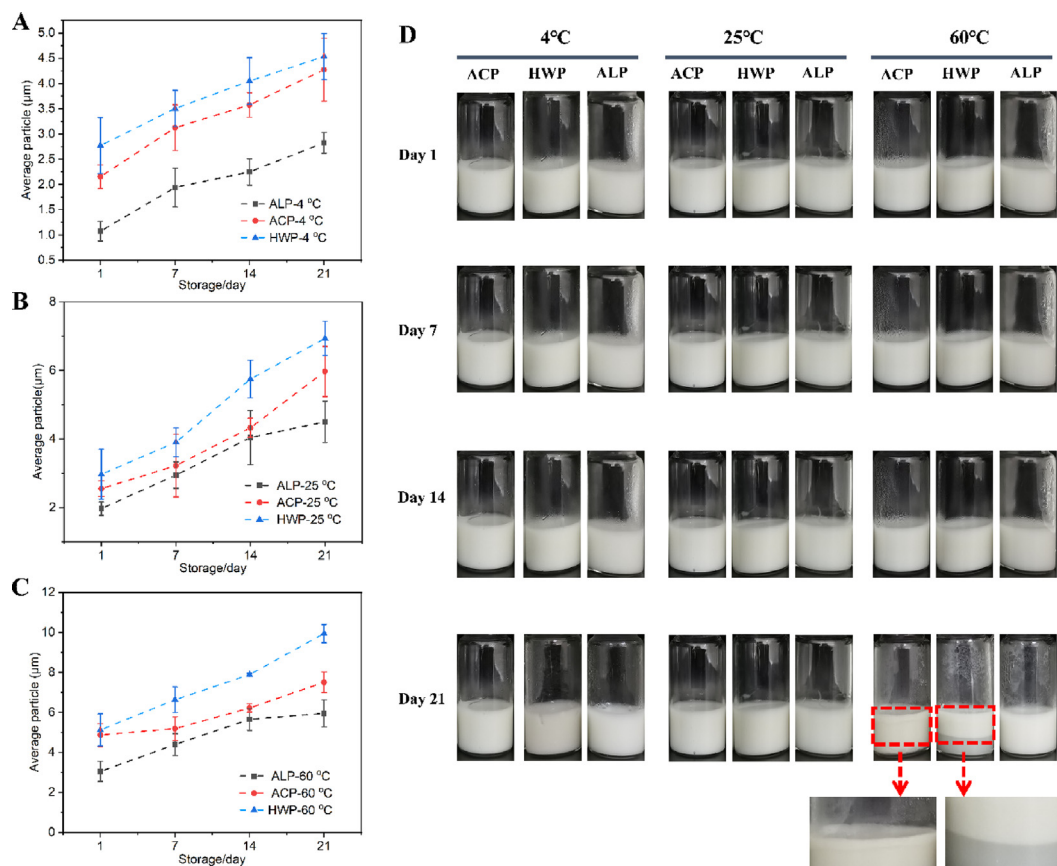 A
Average particle (μm)
5.0
4.5
4.0
3.5
3.0
2.5
2.0
1.5
1.0
0.5
ALP-4 °C
ACP-4 °C
HWP-4 °C
1 7 14 21
Storage/day
B
Average particle(μm)
8
6
4
2
ALP-25 °C
ACP-25 °C
HWP-25 °C
1 7 14 21
Storage/day
C
Average particle (μm)
12
10
8
6
4
2
0
ALP-60 °C
ACP-60 °C
HWP-60 °C
1 7 14 21
Storage/day
D
4°C 25°C 60°C
ACP HWP ALP ACP HWP ALP ACP HWP ALP
Day 1
Day 7
Day 14
Day 21